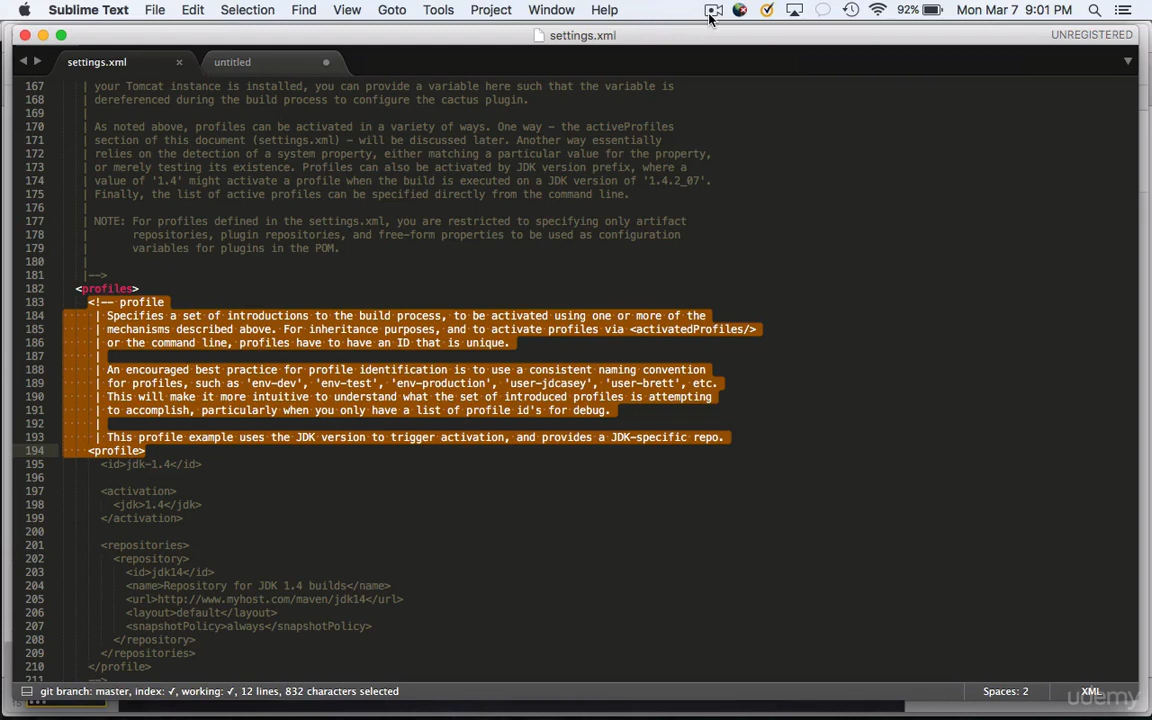 Sublime Text File Edit Selection Find View Goto Tools Project Window Help 92% Mon Mar 7 9:01 PM
settings.xml UNREGISTERED
settings.xml untitled
167 | your Tomcat instance is installed, you can provide a variable here such that the variable is
168 | dereferenced during the build process to configure the cactus plugin.
169 |
170 | As noted above, profiles can be activated in a variety of ways. One way - the activeProfiles
171 | section of this document (settings.xml) - will be discussed later. Another way essentially
172 | relies on the detection of a system property, either matching a particular value for the property,
173 | or merely testing its existence. Profiles can also be activated by JDK version prefix, where a
174 | value of '1.4' might activate a profile when the build is executed on a JDK version of '1.4.2_07'.
175 | Finally, the list of active profiles can be specified directly from the command line.
176 |
177 | NOTE: For profiles defined in the settings.xml, you are restricted to specifying only artifact
178 | repositories, plugin repositories, and free-form properties to be used as configuration
179 | variables for plugins in the POM.
180 |
181 |-->
182 <profiles>
183 <!-- profile
184 | Specifies a set of introductions to the build process, to be activated using one or more of the
185 | mechanisms described above. For inheritance purposes, and to activate profiles via <activatedProfiles/>
186 | or the command line, profiles have to have an ID that is unique.
187 |
188 | An encouraged best practice for profile identification is to use a consistent naming convention
189 | for profiles, such as 'env-dev', 'env-test', 'env-production', 'user-jdcasey', 'user-brett', etc.
190 | This will make it more intuitive to understand what the set of introduced profiles is attempting
191 | to accomplish, particularly when you only have a list of profile id's for debug.
192 |
193 | This profile example uses the JDK version to trigger activation, and provides a JDK-specific repo.
194 <profile>
195 <id>jdk-1.4</id>
196
197 <activation>
198 <jdk>1.4</jdk>
199 </activation>
200
201 <repositories>
202 <repository>
203 <id>jdk14</id>
204 <name>Repository for JDK 1.4 builds</name>
205 <url>http://www.myhost.com/maven/jdk14</url>
206 <layout>default</layout>
207 <snapshotPolicy>always</snapshotPolicy>
208 </repository>
209 </repositories>
210 </profile>
211 -->
git branch: master, index: ✓, working: ✓, 12 lines, 832 characters selected Spaces: 2 XML
udemy